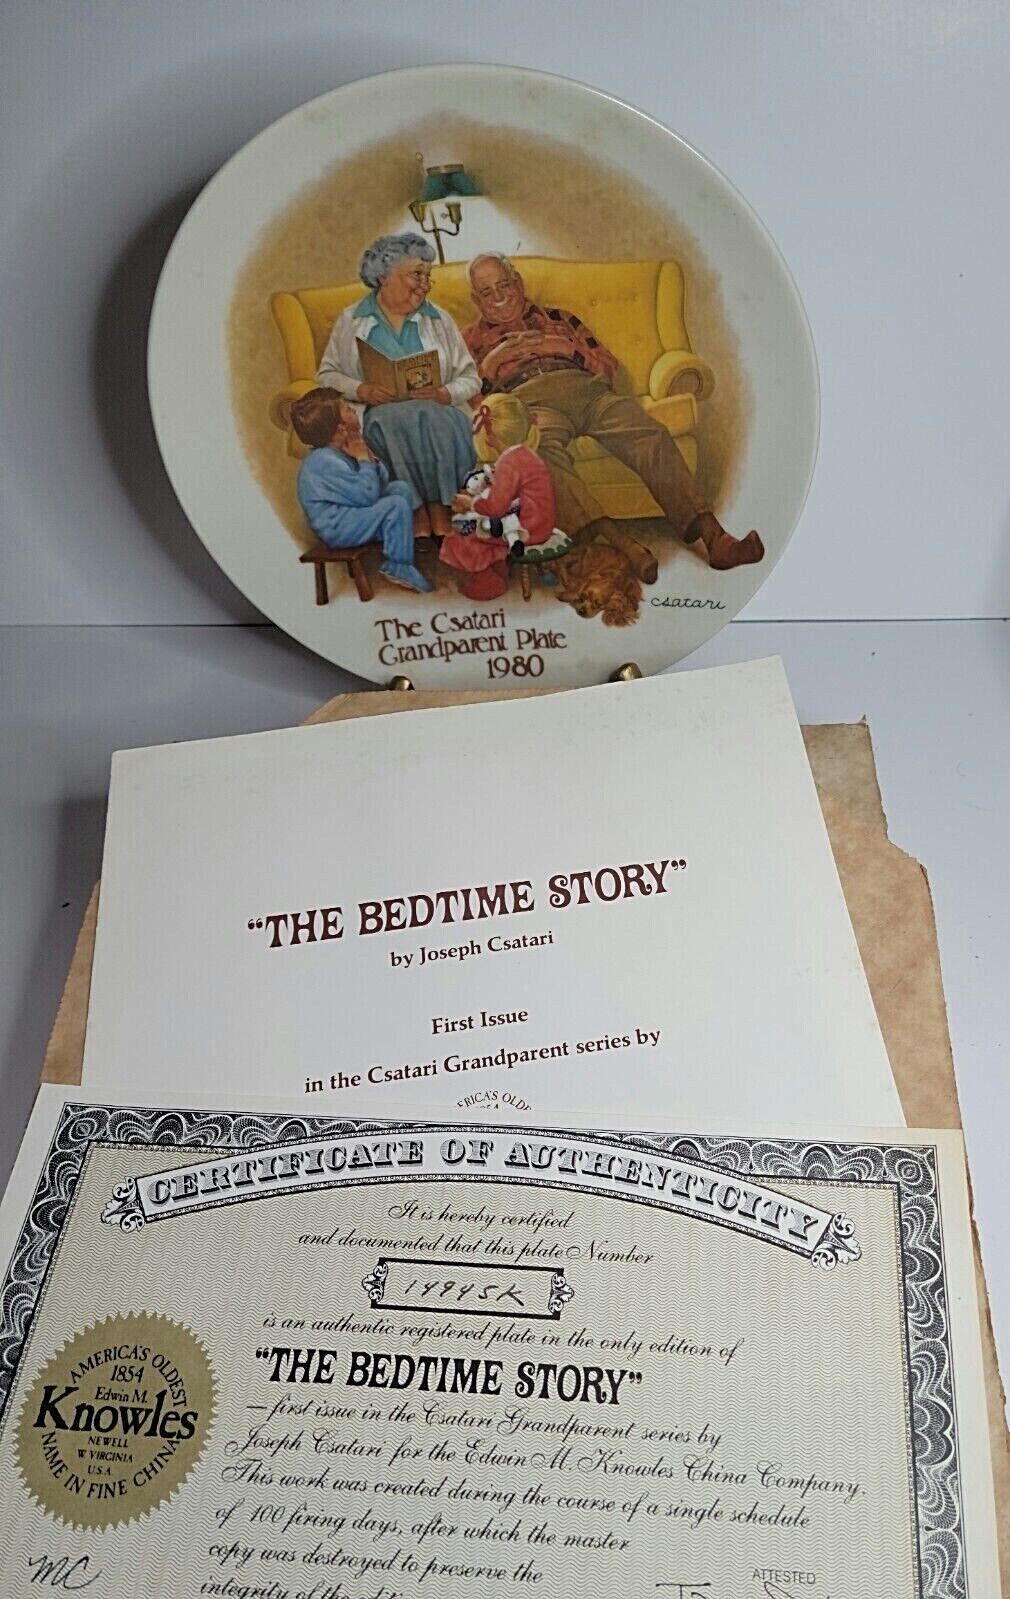 csatari
The Csatari
Grandparent Plate
1980
"THE BEDTIME STORY"
by Joseph Csatari
First Issue
in the Csatari Grandparent series by
CERTIFICATE OF AUTHENTICITY
It is hereby certified
and documented that this plate Number
14945K
is an authentic registered plate in the only edition of
"THE BEDTIME STORY"
— first issue in the Csatari Grandparent series by
Joseph Csatari for the Edwin M. Knowles China Company.
This work was created during the course of a single schedule
of 100 firing days, after which the master
copy was destroyed to preserve the
integrity of the
AMERICA'S OLDEST
1854
Edwin M.
Knowles
NEWELL
W. VIRGINIA
U.S.A.
NAME IN FINE CHINA
MC
ATTESTED